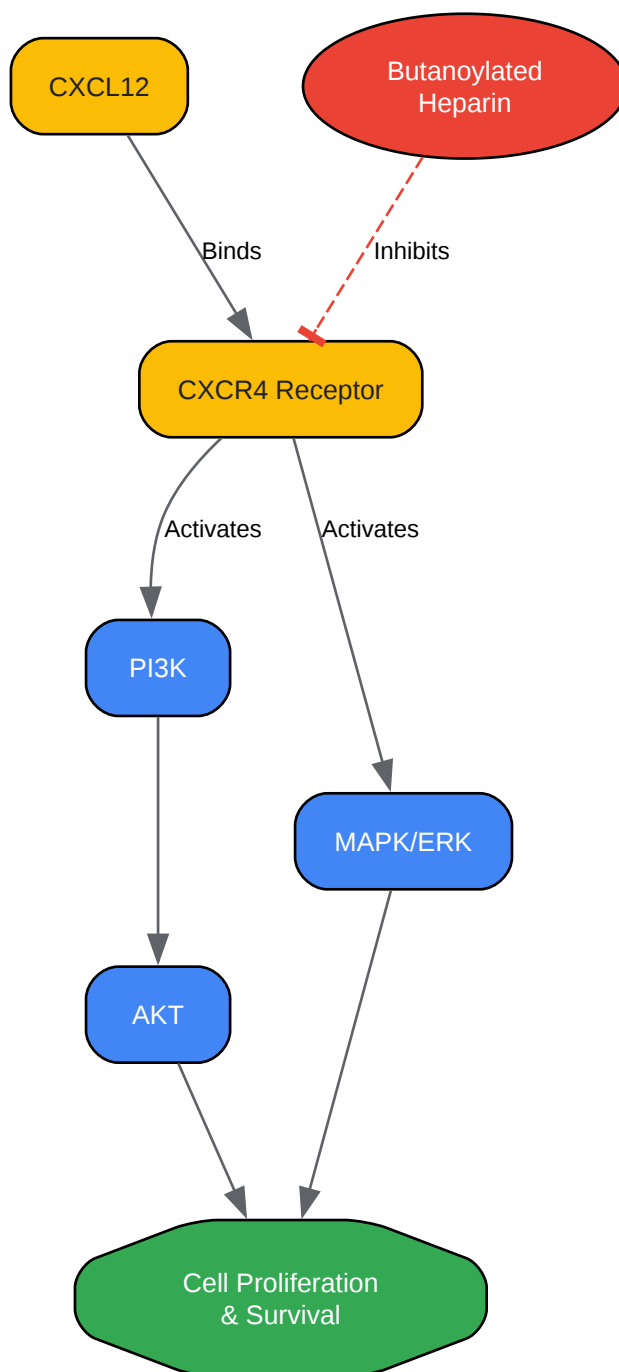 CXCL12
Butanoylated
Heparin
Binds
Inhibits
CXCR4 Receptor
Activates
Activates
PI3K
MAPK/ERK
AKT
Cell Proliferation
& Survival